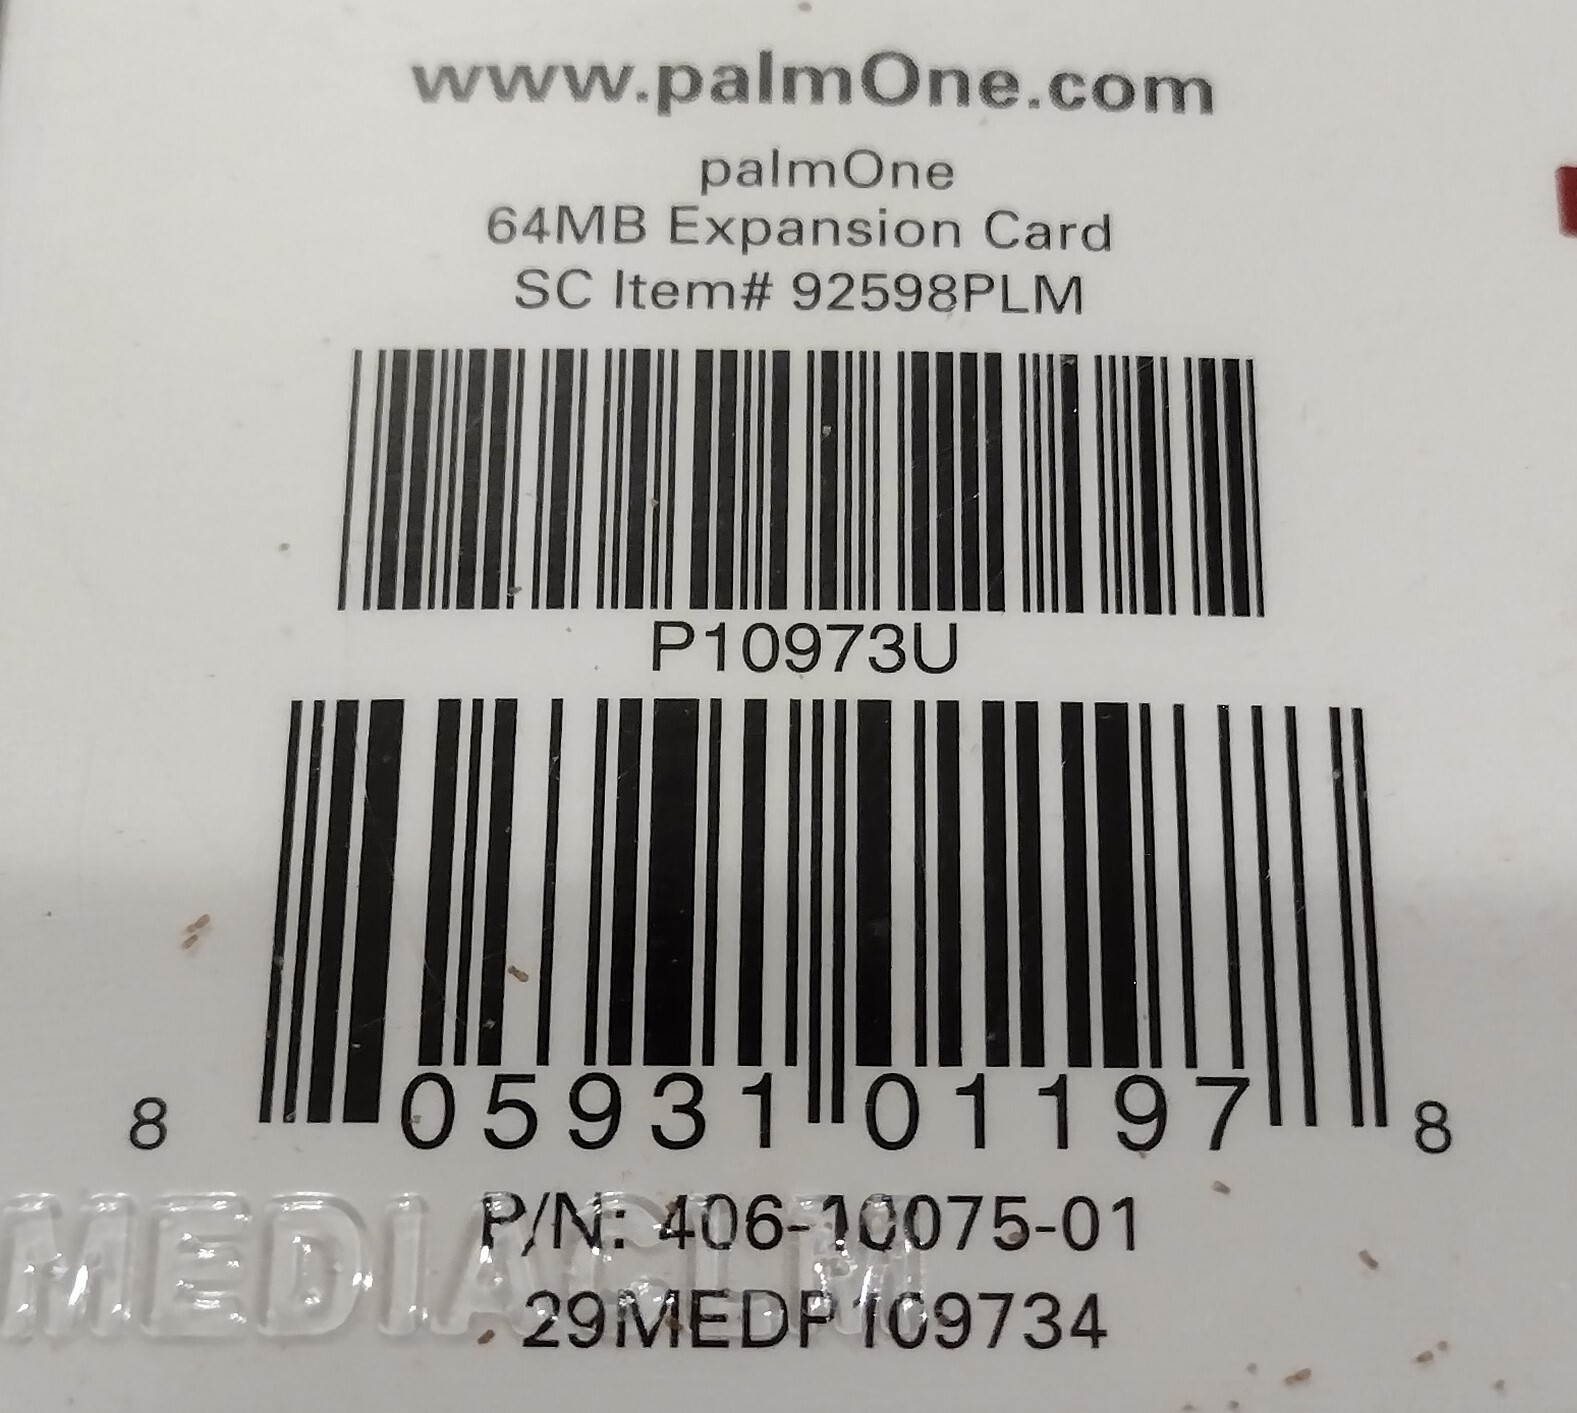 www.palmOne.com
palmOne
64MB Expansion Card
SC Item# 92598PLM
P10973U
8 05931 01197 8
P/N: 406-10075-01
MEDIA
29MEDP109734